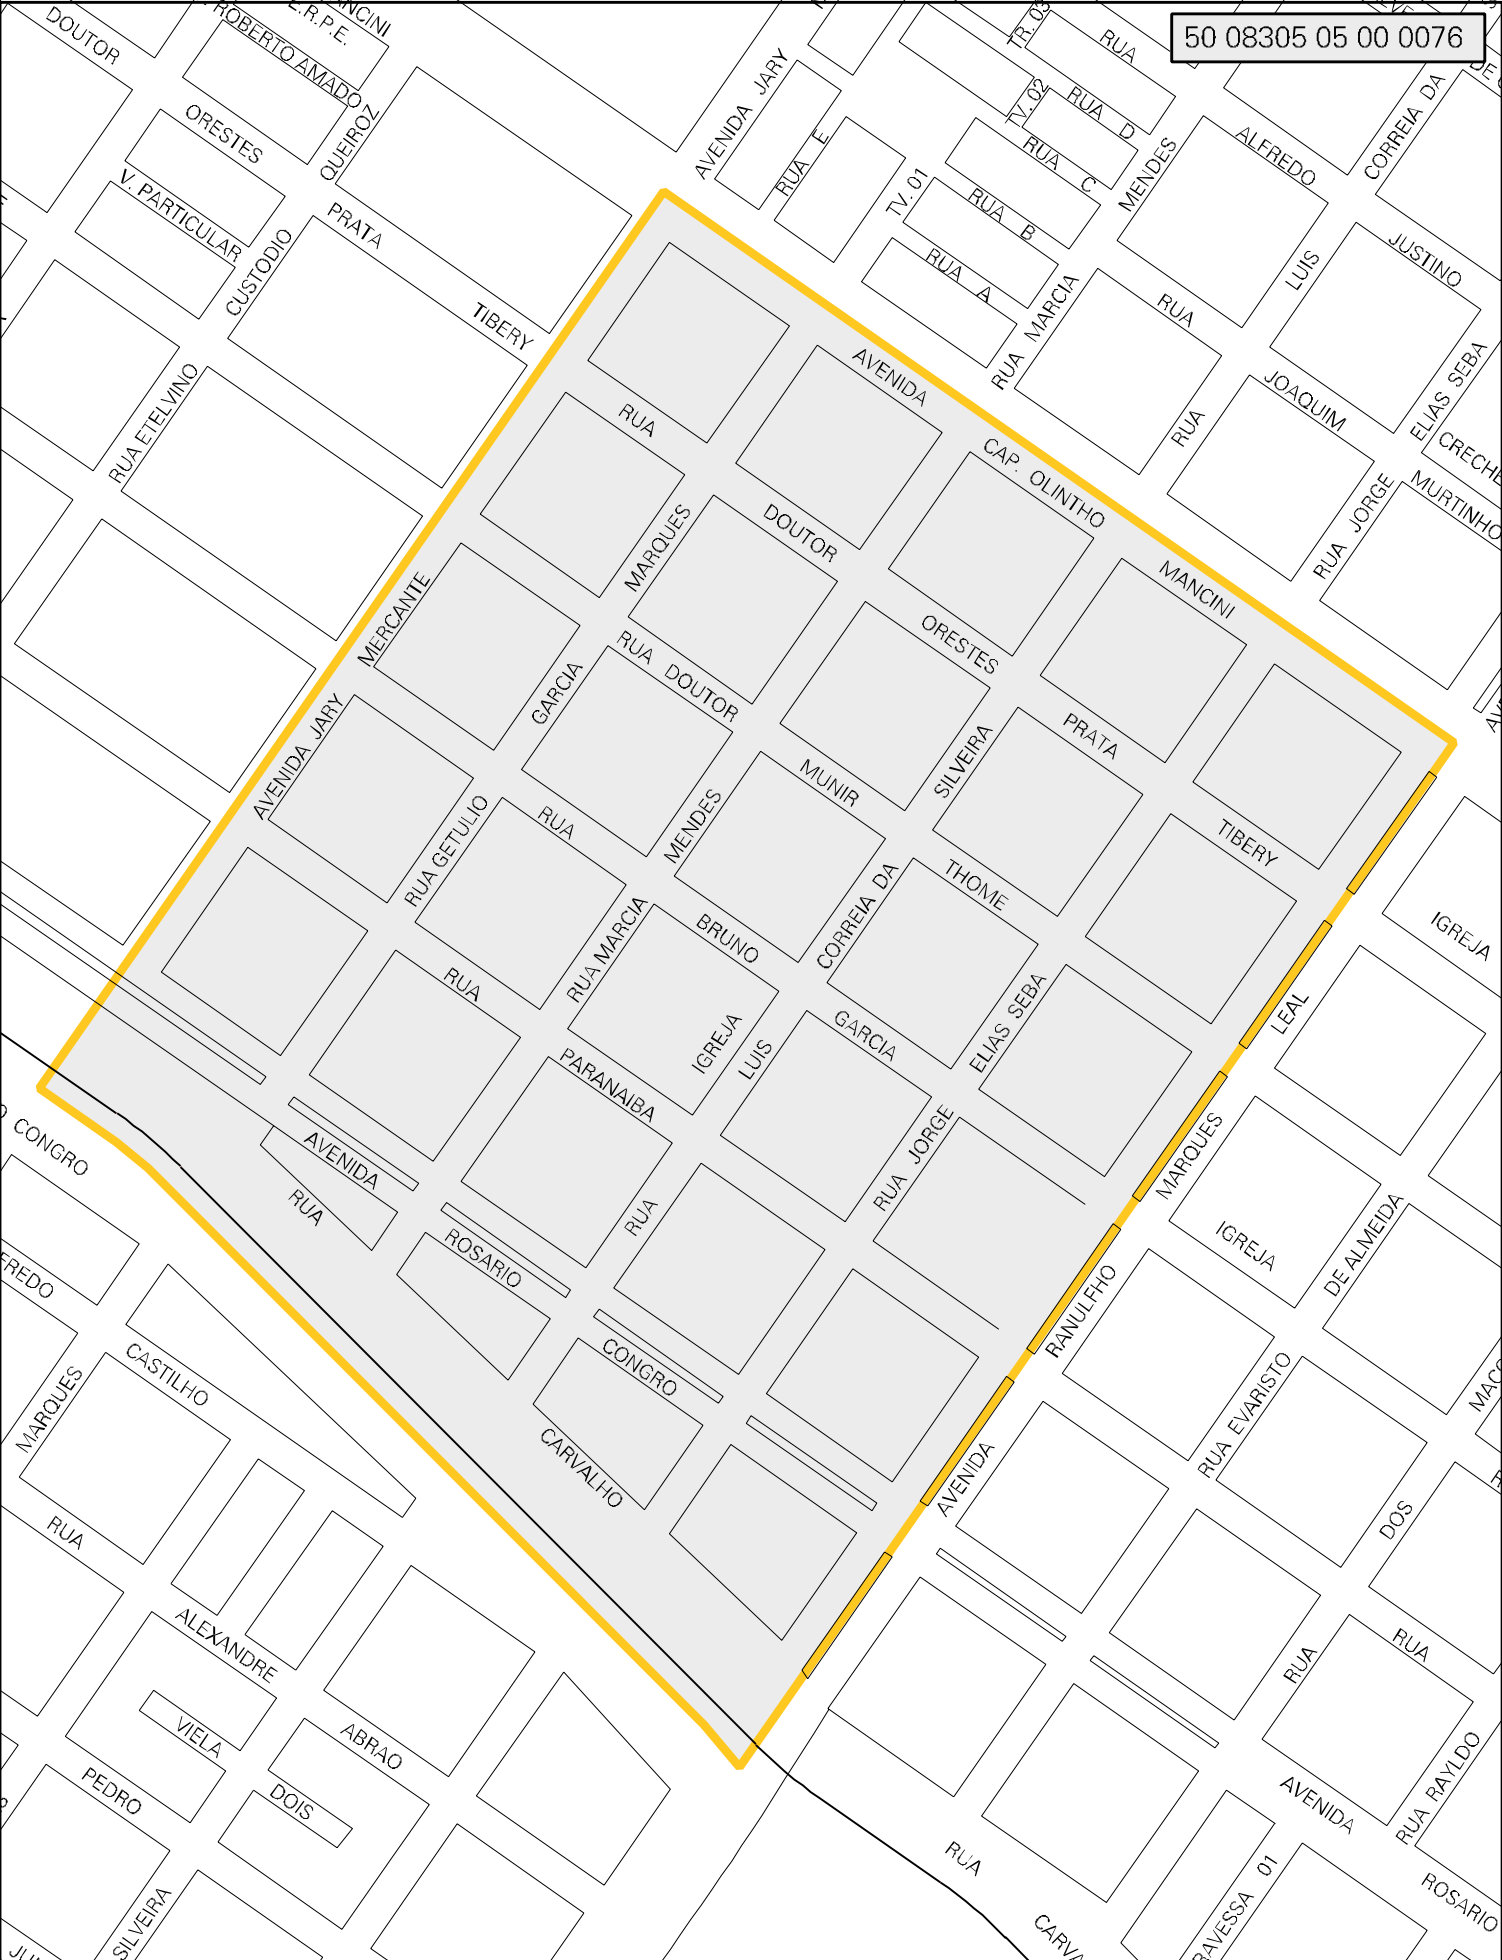 50 08305 05 00 0076
DOUTOR
ROBERTO AMADO
E.R.P.E.
ORESTES
QUEIROZ
V. PARTICULAR
PRATA
CUSTODIO
TIBERY
RUA ETELVINO
AVENIDA JARY
RUA E
TV. 01
TR. 03
TV. 02
RUA
RUA D
RUA C
RUA B
RUA A
MENDES
ALFREDO
CORREIA DA
JUSTINO
LUIS
RUA MARCIA
RUA
JOAQUIM
ELIAS SEBA
RUA
CRECHE
MURTINHO
RUA JORGE
AVENIDA
CAP. OLINTHO
MANCINI
RUA
DOUTOR
ORESTES
PRATA
TIBERY
MARQUES
MERCANTE
RUA DOUTOR
GARCIA
MUNIR
SILVEIRA
THOME
AVENIDA JARY
RUA GETULIO
RUA
MENDES
BRUNO
CORREIA DA
GARCIA
ELIAS SEBA
RUA MARCIA
RUA
PARANAIBA
IGREJA
LUIS
RUA JORGE
RUA
AVENIDA
ROSARIO
CONGRO
RUA
CARVALHO
IGREJA
LEAL
MARQUES
IGREJA
DE ALMEIDA
RANULFHO
RUA EVARISTO
AVENIDA
DOS
RUA
RUA
RUA RAYLDO
AVENIDA
ROSARIO
RUA
CONGRO
CASTILHO
MARQUES
RUA
ALEXANDRE
VIELA
ABRAO
PEDRO
DOIS
SILVEIRA
01